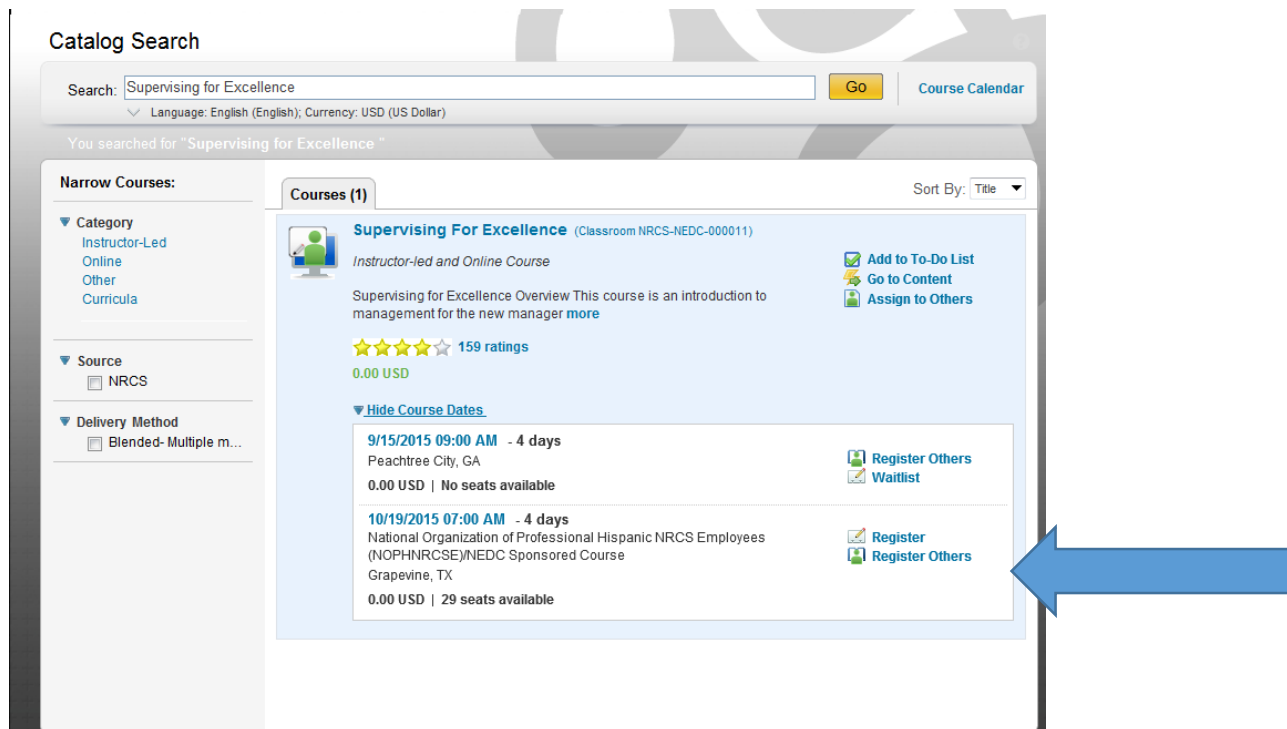 Catalog Search
Search: Supervising for Excellence
Go
Course Calendar
Language: English (English); Currency: USD (US Dollar)
You searched for "Supervising for Excellence "
Narrow Courses:
Category
Instructor-Led
Online
Other
Curricula
Source
NRCS
Delivery Method
Blended- Multiple m...
Courses (1)
Sort By: Title
Supervising For Excellence (Classroom NRCS-NEDC-000011)
Instructor-led and Online Course
Supervising for Excellence Overview This course is an introduction to
management for the new manager more
159 ratings
0.00 USD
Add to To-Do List
Go to Content
Assign to Others
Hide Course Dates
9/15/2015 09:00 AM - 4 days
Peachtree City, GA
0.00 USD | No seats available
Register Others
Waitlist
10/19/2015 07:00 AM - 4 days
National Organization of Professional Hispanic NRCS Employees
(NOPHNRCSE)/NEDC Sponsored Course
Grapevine, TX
0.00 USD | 29 seats available
Register
Register Others